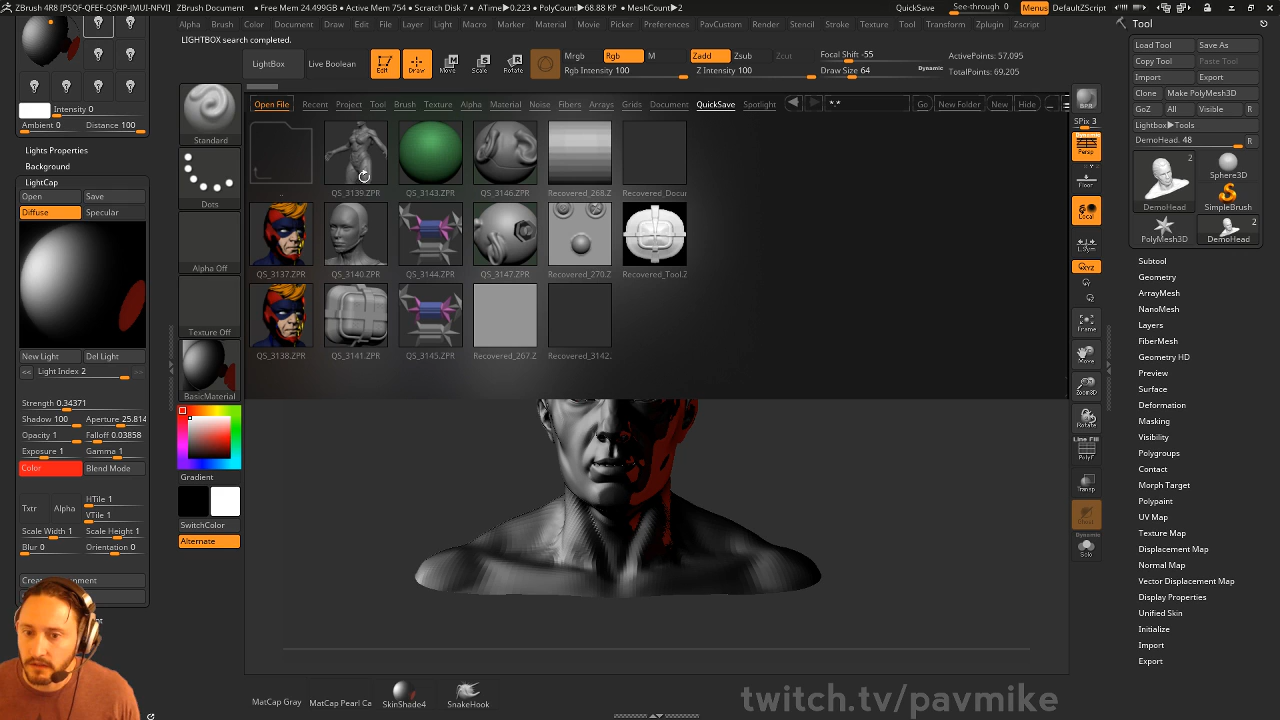 ZBrush 4R8 [PSQF-QFEF-QSNP-JMUI-NVI]   ZBrush Document   • Free Mem 24.499GB • Active Mem 754 • Scratch Disk 7 • ATime▶0.223 • PolyCount▶68.88 KP • MeshCount▶2   QuickSave   See-through 0   Menus   DefaultZScript
Alpha Brush Color Document Draw Edit File Layer Light Macro Marker Material Movie Picker Preferences PavCustom Render Stencil Stroke Texture Tool Transform Zplugin Zscript
LIGHTBOX search completed.
LightBox
Live Boolean
Edit
Draw
Move
Scale
Rotate
Mrgb Rgb M
Rgb Intensity 100
Zadd Zsub Zcut
Z Intensity 100
Focal Shift -55
Draw Size 64 Dynamic
ActivePoints: 57,095
TotalPoints: 69,205
Intensity 0
Ambient 0 Distance 100
Lights Properties
Background
LightCap
Open Save
Diffuse Specular
New Light Del Light
<< Light Index 2 >>
Strength 0.34371
Shadow 100 Aperture 25.814
Opacity 1 Falloff 0.03858
Exposure 1 Gamma 1
Color Blend Mode
Txtr Alpha HTile 1
VTile 1
Scale Width 1 Scale Height 1
Blur 0 Orientation 0
Standard
Dots
Alpha Off
Texture Off
BasicMaterial
Gradient
SwitchColor
Alternate
Open File Recent Project Tool Brush Texture Alpha Material Noise Fibers Arrays Grids Document QuickSave Spotlight *.* Go New Folder New Hide
.. QS_3139.ZPR QS_3143.ZPR QS_3146.ZPR Recovered_268.Z Recovered_Docur
QS_3137.ZPR QS_3140.ZPR QS_3144.ZPR QS_3147.ZPR Recovered_270.Z Recovered_Tool.Z
QS_3138.ZPR QS_3141.ZPR QS_3145.ZPR Recovered_267.Z Recovered_3142.
MatCap Gray MatCap Pearl Ca SkinShade4 SnakeHook
BPR
SPix 3
Dynamic
Persp
Floor
Local
L.Sym
XYZ
Frame
Move
Zoom3D
Rotate
Line Fill
PolyF
Transp
Ghost
Dynamic
Solo
Tool
Load Tool Save As
Copy Tool Paste Tool
Import Export
Clone Make PolyMesh3D
GoZ All Visible R
Lightbox▶Tools
DemoHead. 48 R
2
DemoHead
Sphere3D
SimpleBrush
PolyMesh3D
2
DemoHead
Subtool
Geometry
ArrayMesh
NanoMesh
Layers
FiberMesh
Geometry HD
Preview
Surface
Deformation
Masking
Visibility
Polygroups
Contact
Morph Target
Polypaint
UV Map
Texture Map
Displacement Map
Normal Map
Vector Displacement Map
Display Properties
Unified Skin
Initialize
Import
Export
twitch.tv/pavmike